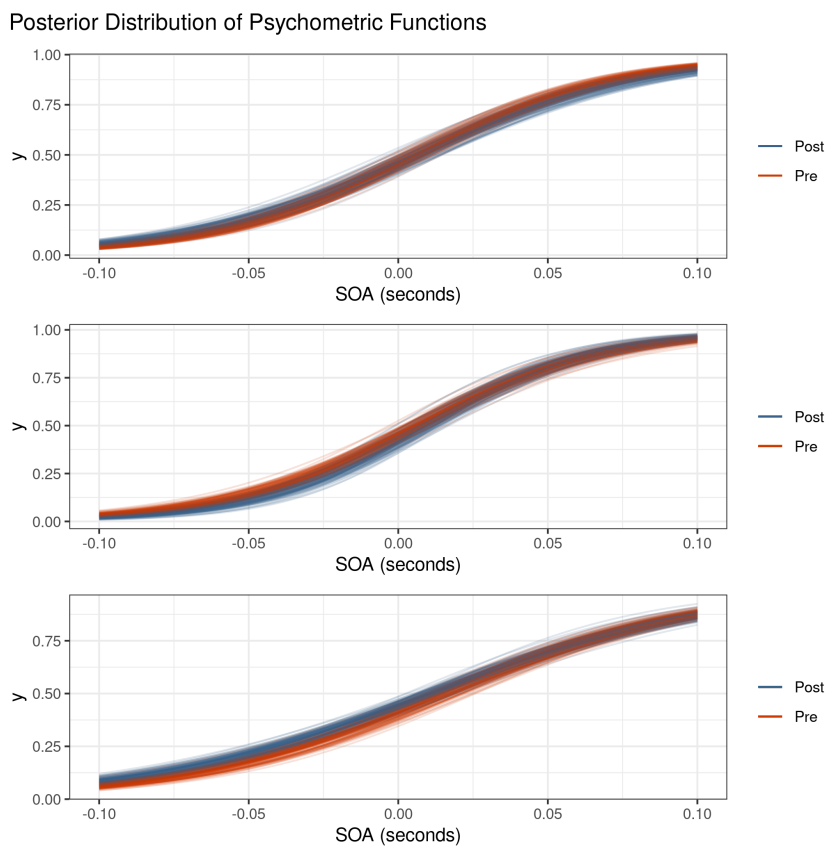 Posterior Distribution of Psychometric Functions
1.00
0.75
0.50
0.25
0.00
y
-0.10 -0.05 0.00 0.05 0.10
SOA (seconds)
Post
Pre
1.00
0.75
0.50
0.25
0.00
y
-0.10 -0.05 0.00 0.05 0.10
SOA (seconds)
Post
Pre
0.75
0.50
0.25
0.00
y
-0.10 -0.05 0.00 0.05 0.10
SOA (seconds)
Post
Pre